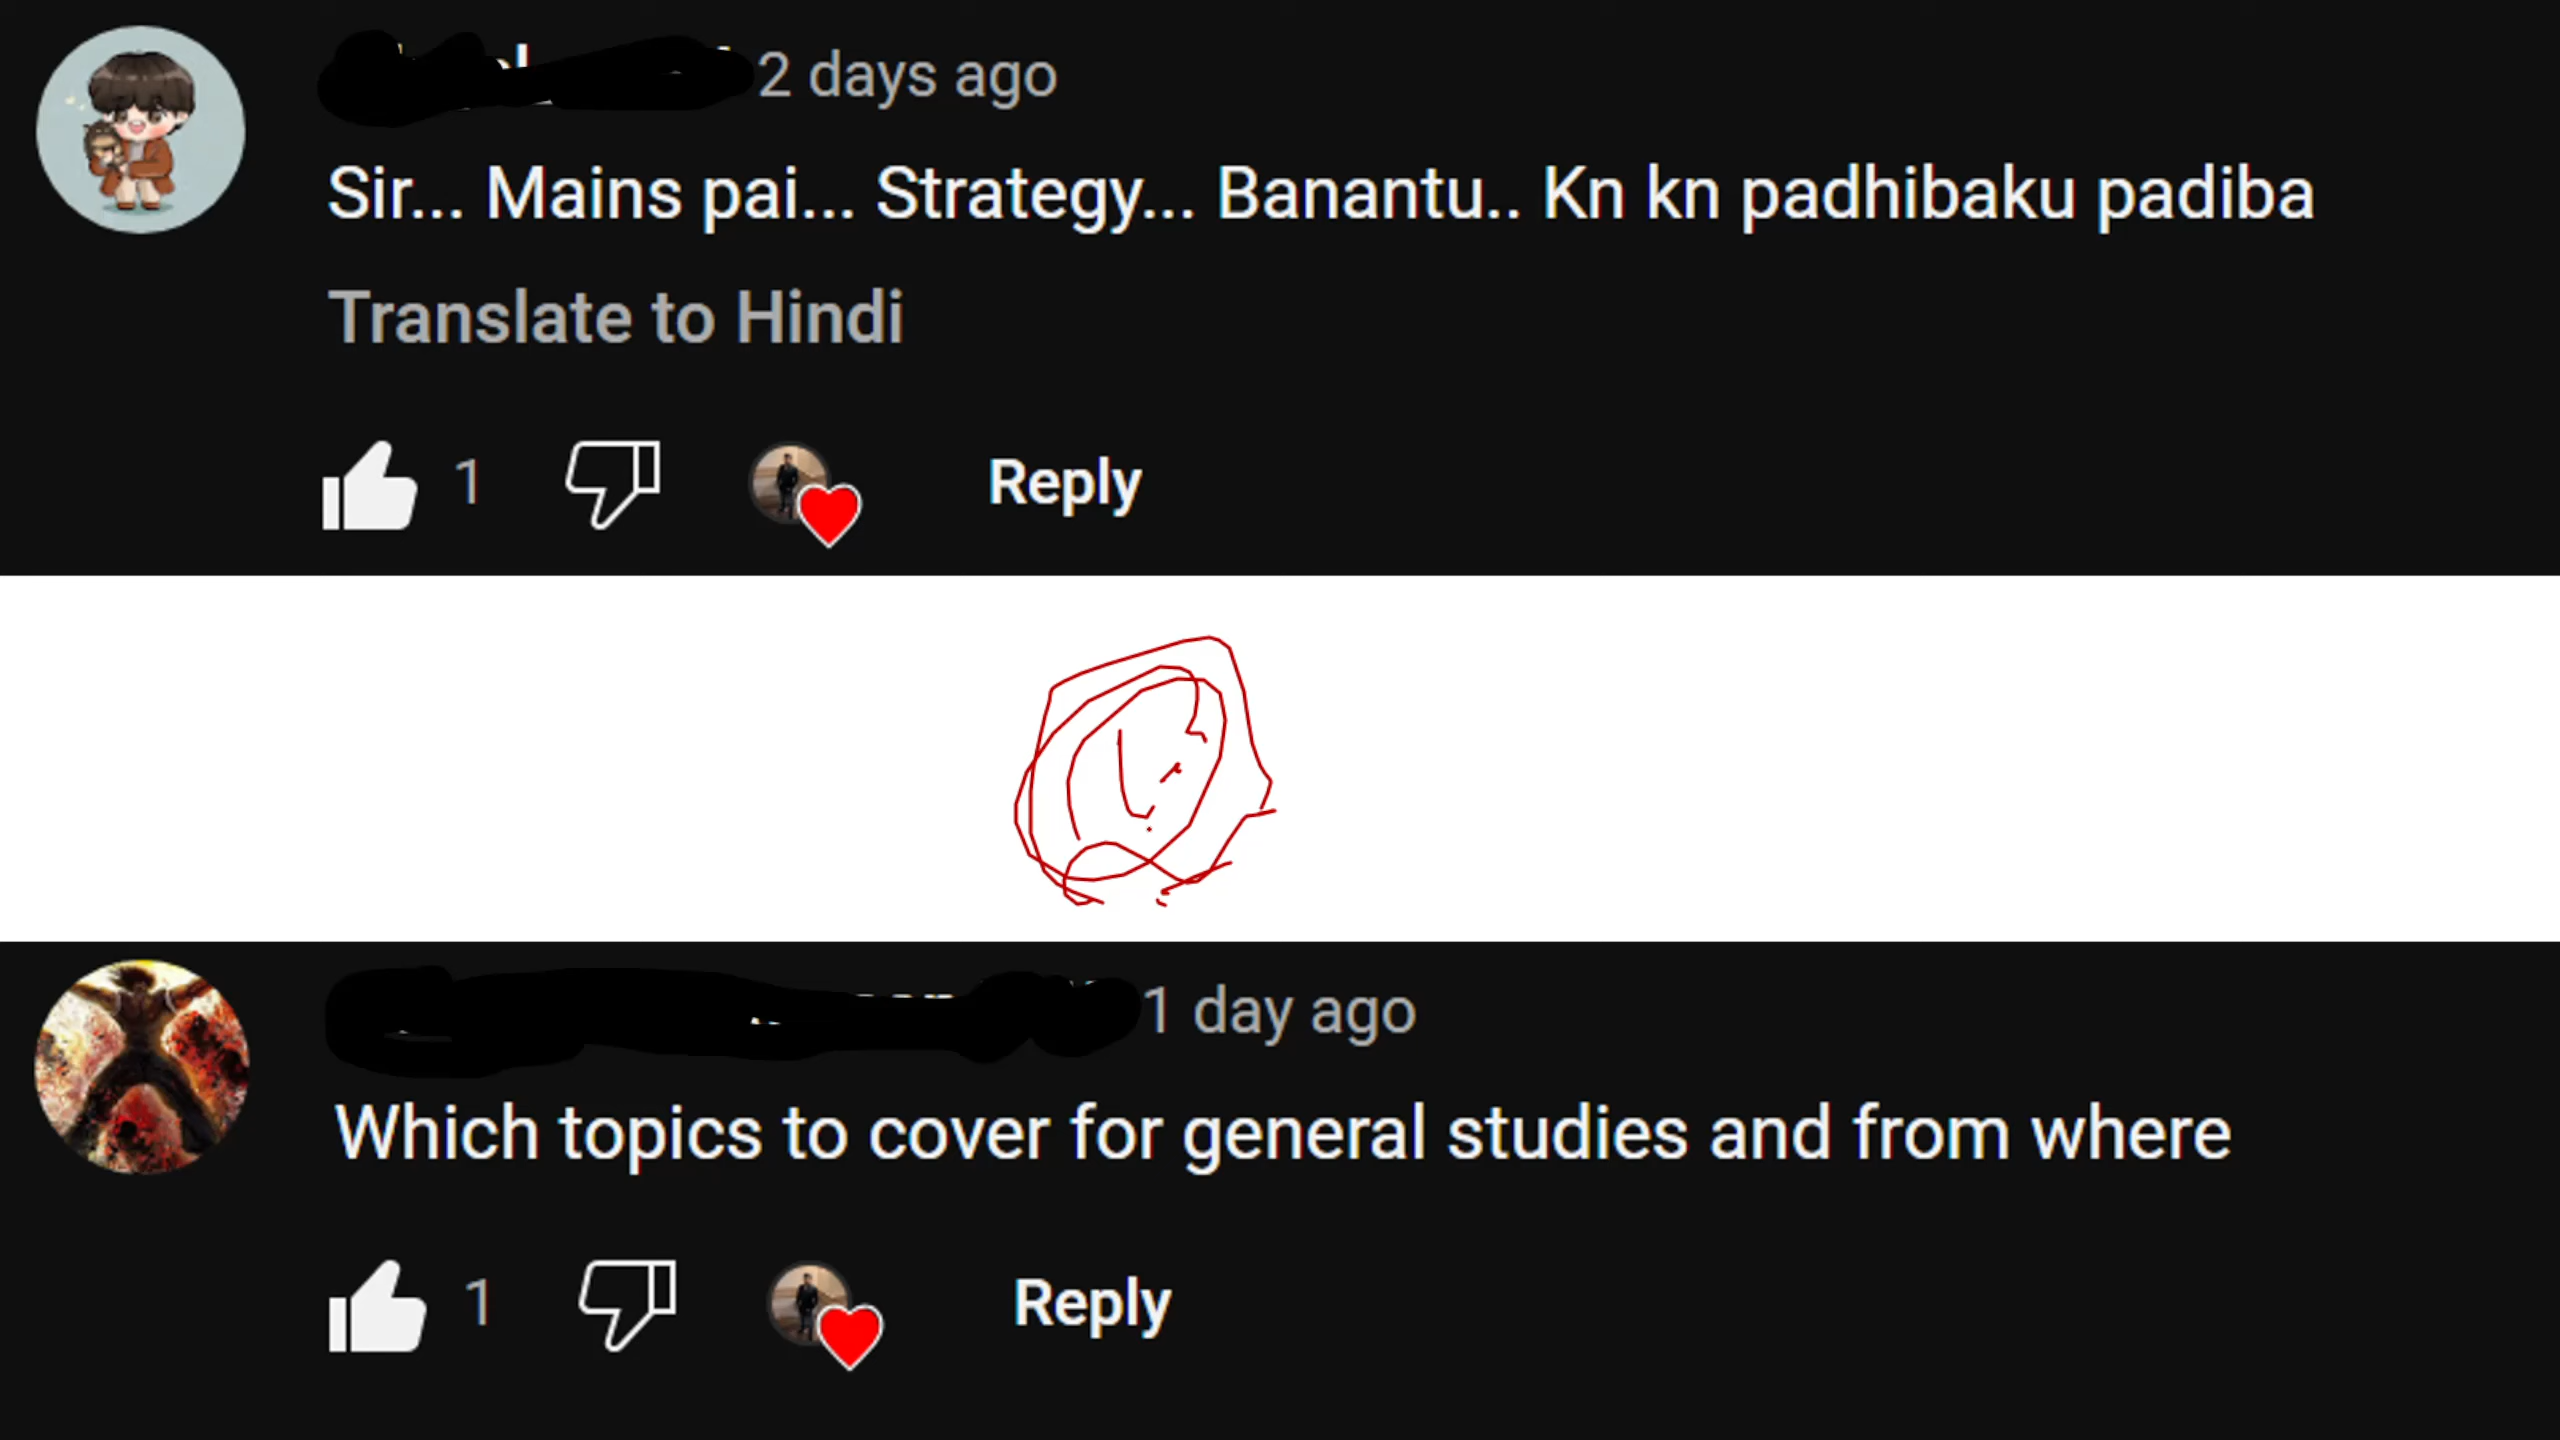 2 days ago
Sir... Mains pai... Strategy... Banantu.. Kn kn padhibaku padiba
Translate to Hindi
1
Reply
1 day ago
Which topics to cover for general studies and from where
1
Reply